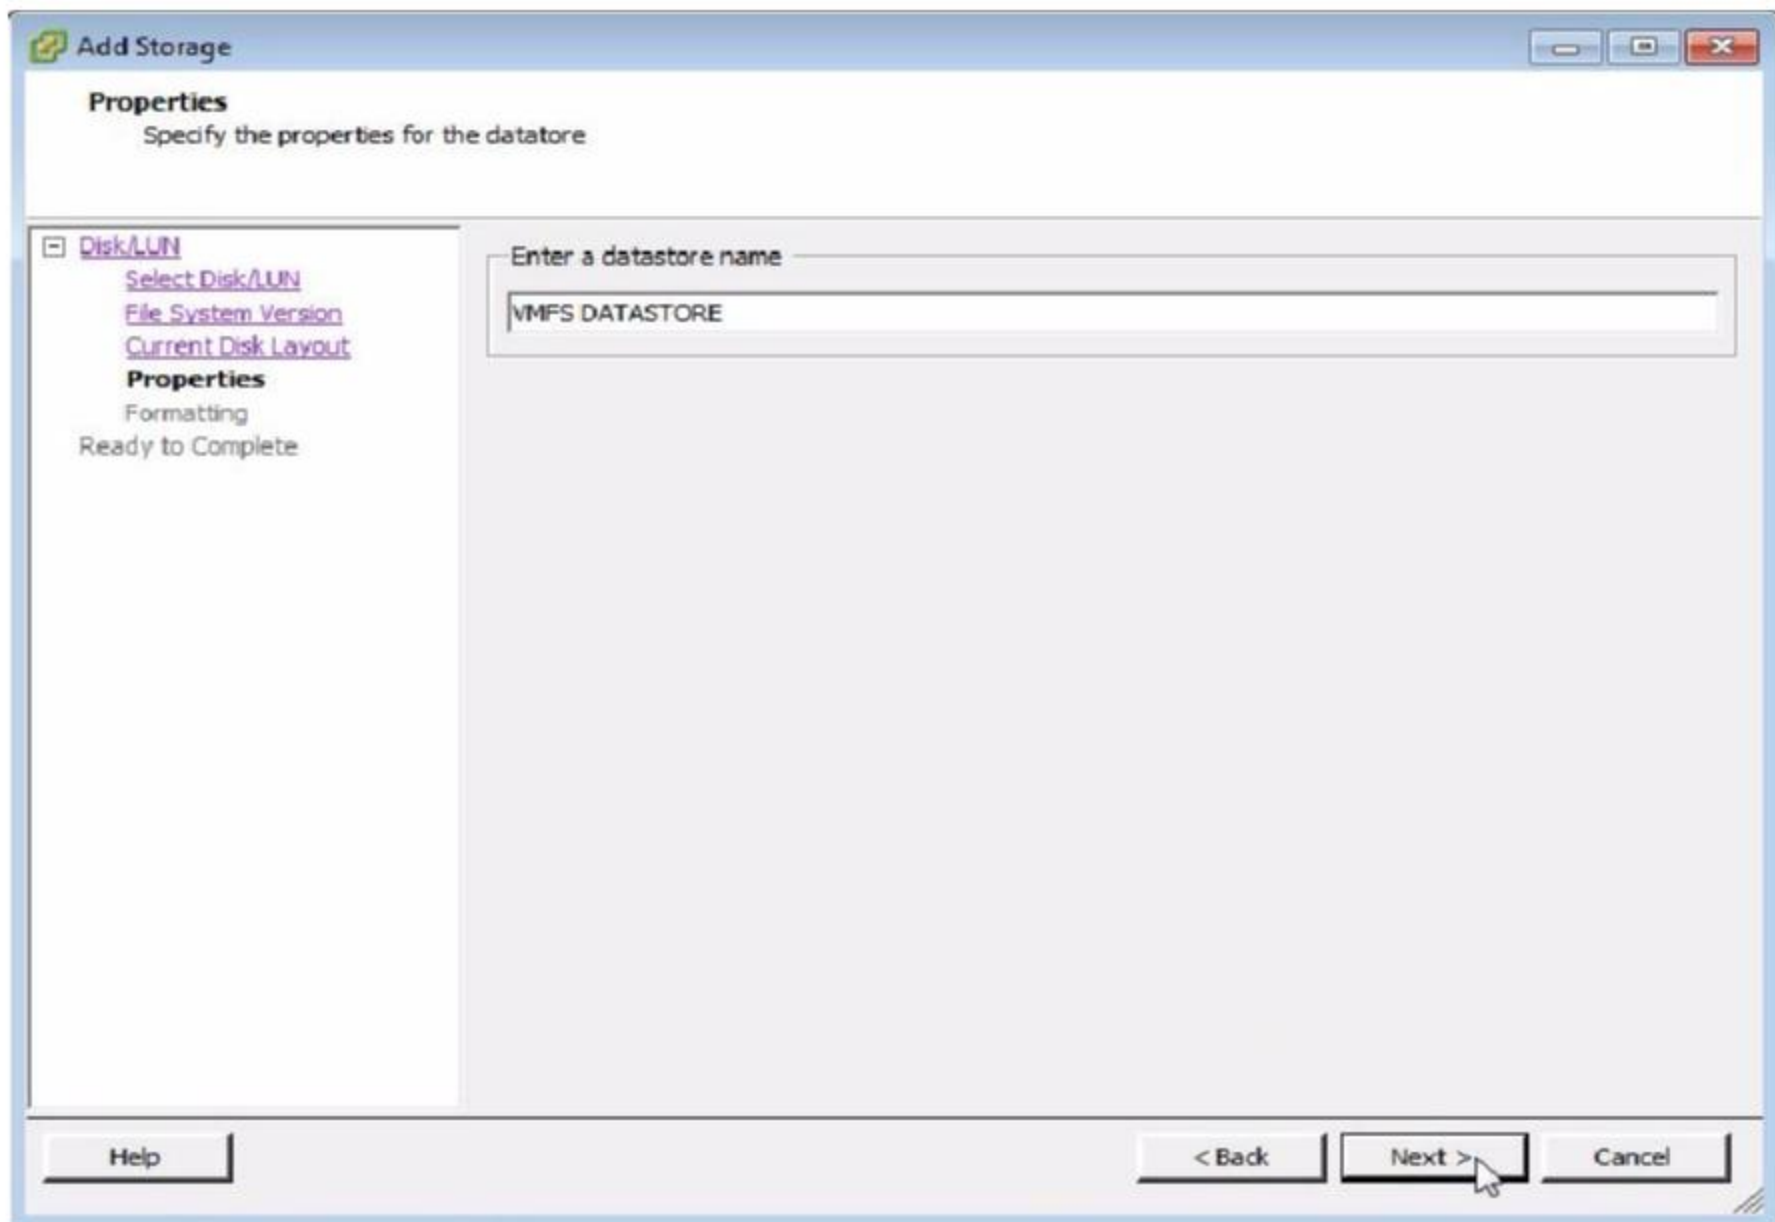 Add Storage
Properties
Specify the properties for the datatore
Disk/LUN
Select Disk/LUN
File System Version
Current Disk Layout
Properties
Formatting
Ready to Complete
Enter a datastore name
VMFS DATASTORE
Help
< Back
Next >
Cancel